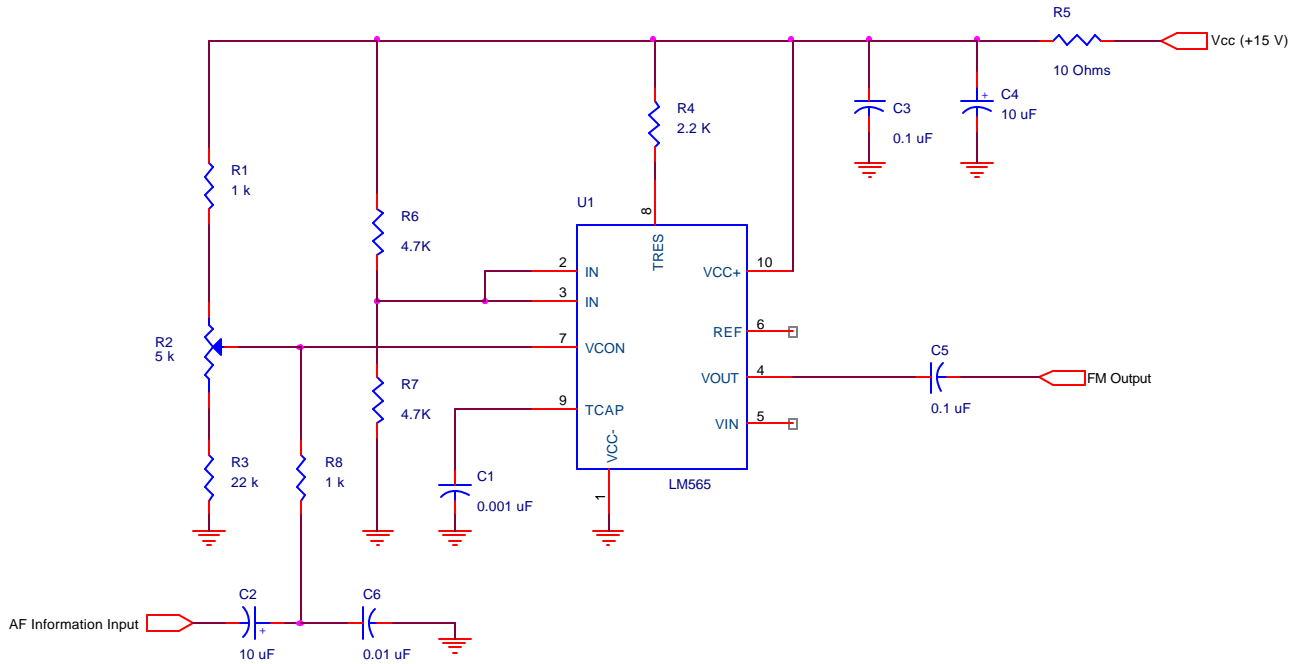 R5
Vcc (+15 V)
10 Ohms
R4
2.2 K
C3
0.1 uF
C4
+
10 uF
R1
1 k
R6
4.7K
U1
8
TRES
2
IN
3
IN
7
VCON
9
TCAP
VCC-
1
VCC+
10
REF
6
VOUT
4
VIN
5
LM565
R2
5 k
R7
4.7K
C5
0.1 uF
FM Output
R3
22 k
R8
1 k
C1
0.001 uF
AF Information Input
C2
+
10 uF
C6
0.01 uF